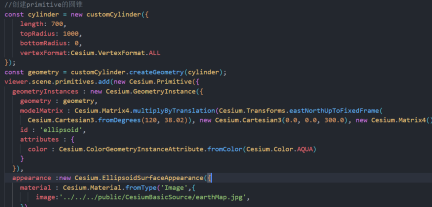 //创建primitive的圆锥
const cylinder = new customCylinder({
length: 700,
topRadius: 1000,
bottomRadius: 0,
vertexFormat:Cesium.VertexFormat.ALL
});
const geometry = customCylinder.createGeometry(cylinder);
viewer.scene.primitives.add(new Cesium.Primitive({
geometryInstances : new Cesium.GeometryInstance({
geometry : geometry,
modelMatrix : Cesium.Matrix4.multiplyByTranslation(Cesium.Transforms.eastNorthUpToFixedFrame(
Cesium.Cartesian3.fromDegrees(120, 38.02)), new Cesium.Cartesian3(0.0, 0.0, 300.0), new Cesium.Matrix4()
id : 'ellipsoid',
attributes : {
color : Cesium.ColorGeometryInstanceAttribute.fromColor(Cesium.Color.AQUA)
}
}),
appearance :new Cesium.EllipsoidSurfaceAppearance({
material : Cesium.Material.fromType('Image',{
image:'../../../public/CesiumBasicSource/earthMap.jpg',
}),